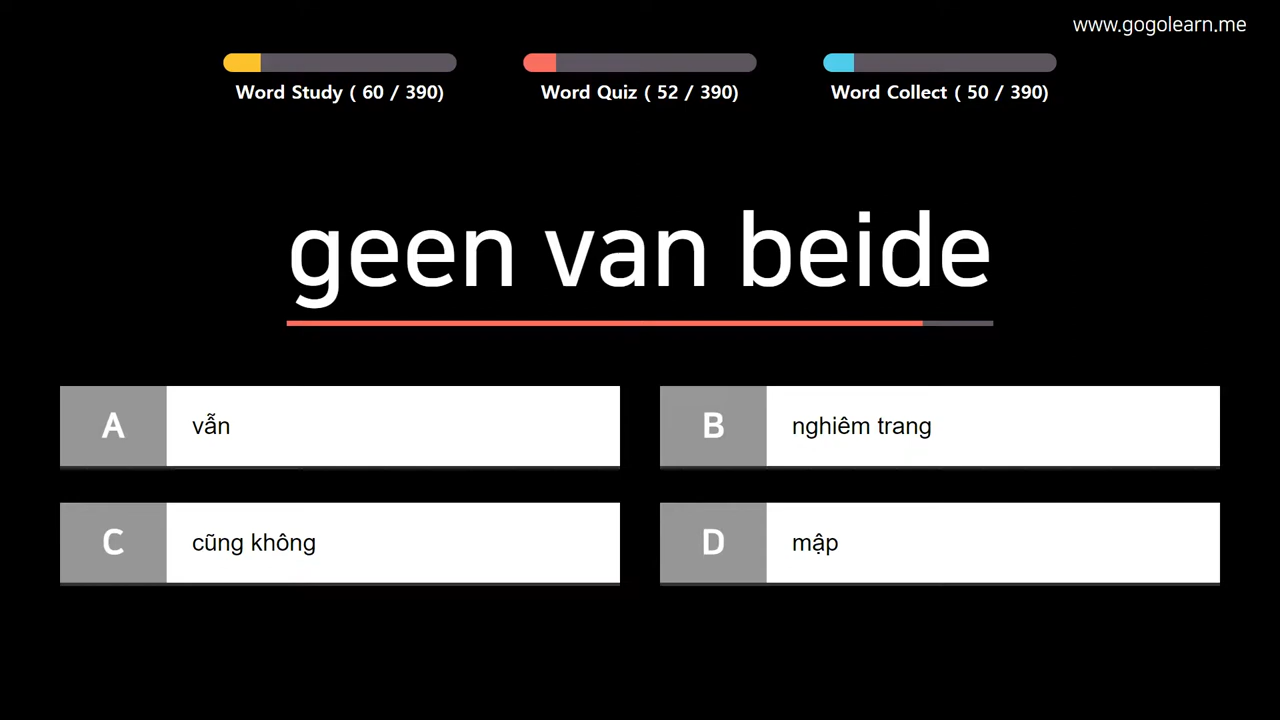 www.gogolearn.me
Word Study ( 60 / 390)
Word Quiz ( 52 / 390)
Word Collect ( 50 / 390)
geen van beide
A vẫn
B nghiêm trang
C cũng không
D mập